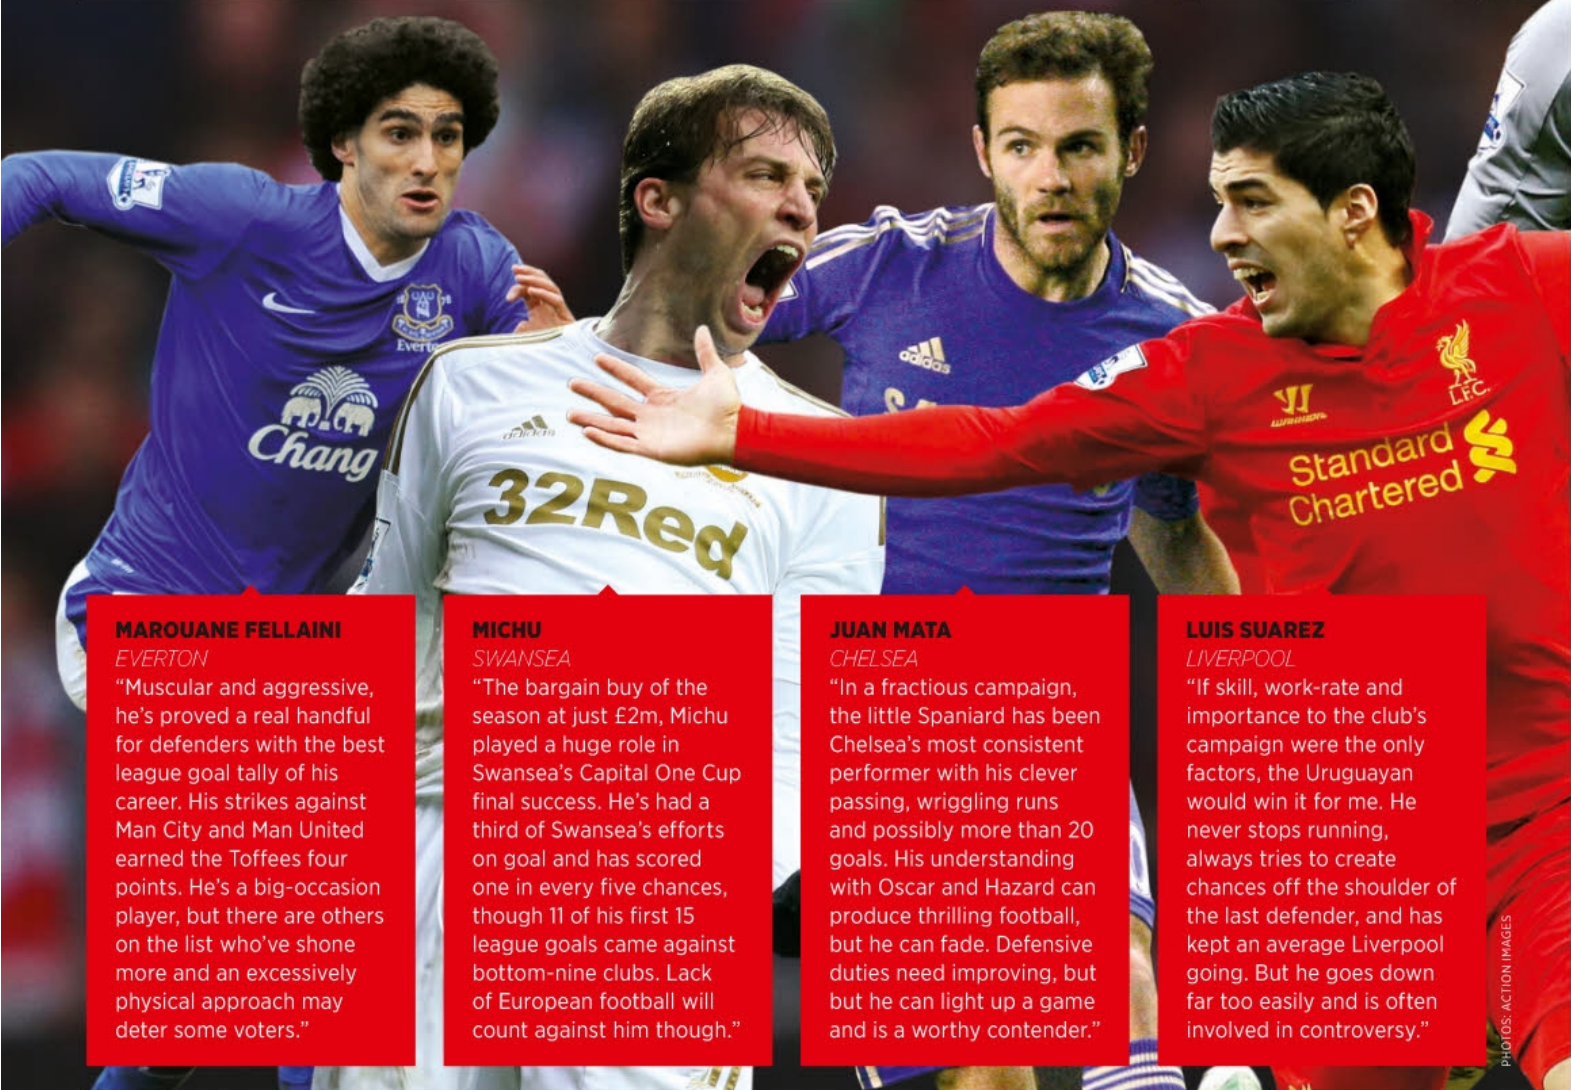 Everto
Chang
adidas
32Red
adidas
L.F.C.
WARRIOR
Standard
Chartered
MAROUANE FELLAINI
EVERTON
“Muscular and aggressive,
he’s proved a real handful
for defenders with the best
league goal tally of his
career. His strikes against
Man City and Man United
earned the Toffees four
points. He’s a big-occasion
player, but there are others
on the list who’ve shone
more and an excessively
physical approach may
deter some voters.”
MICHU
SWANSEA
“The bargain buy of the
season at just £2m, Michu
played a huge role in
Swansea’s Capital One Cup
final success. He’s had a
third of Swansea’s efforts
on goal and has scored
one in every five chances,
though 11 of his first 15
league goals came against
bottom-nine clubs. Lack
of European football will
count against him though.”
JUAN MATA
CHELSEA
“In a fractious campaign,
the little Spaniard has been
Chelsea’s most consistent
performer with his clever
passing, wriggling runs
and possibly more than 20
goals. His understanding
with Oscar and Hazard can
produce thrilling football,
but he can fade. Defensive
duties need improving, but
but he can light up a game
and is a worthy contender.”
LUIS SUAREZ
LIVERPOOL
“If skill, work-rate and
importance to the club’s
campaign were the only
factors, the Uruguayan
would win it for me. He
never stops running,
always tries to create
chances off the shoulder of
the last defender, and has
kept an average Liverpool
going. But he goes down
far too easily and is often
involved in controversy.”
PHOTOS: ACTION IMAGES